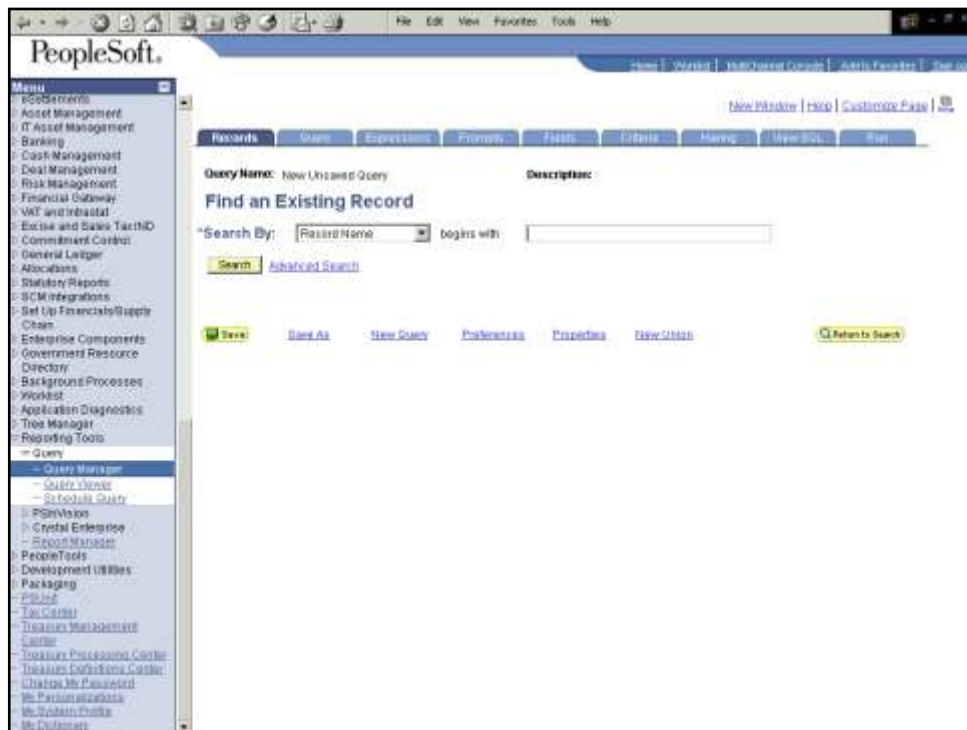 File Edit View Favorites Tools Help
PeopleSoft.
Home | Worklist | MultiChannel Console | Add to Favorites | Sign out
Menu
eSettlements
Asset Management
IT Asset Management
Banking
Cash Management
Deal Management
Risk Management
Financial Gateway
VAT and Intrastat
Excise and Sales Tax IND
Commitment Control
General Ledger
Allocations
Statutory Reports
SCM Integrations
Set Up Financials/Supply
Chain
Enterprise Components
Government Resource
Directory
Background Processes
Worklist
Application Diagnostics
Tree Manager
Reporting Tools
Query
Query Manager
Query Viewer
Schedule Query
PS/nVision
Crystal Enterprise
Report Manager
PeopleTools
Development Utilities
Packaging
PSUnit
Tax Center
Treasury Management
Center
Treasury Processing Center
Treasury Definitions Center
Change My Password
My Personalizations
My System Profile
My Dictionary
New Window | Help | Customize Page |
Records Query Expressions Prompts Fields Criteria Having View SQL Run
Query Name: New Unsaved Query Description:
Find an Existing Record
*Search By: Record Name begins with
Search Advanced Search
Save Save As New Query Preferences Properties New Union Return to Search